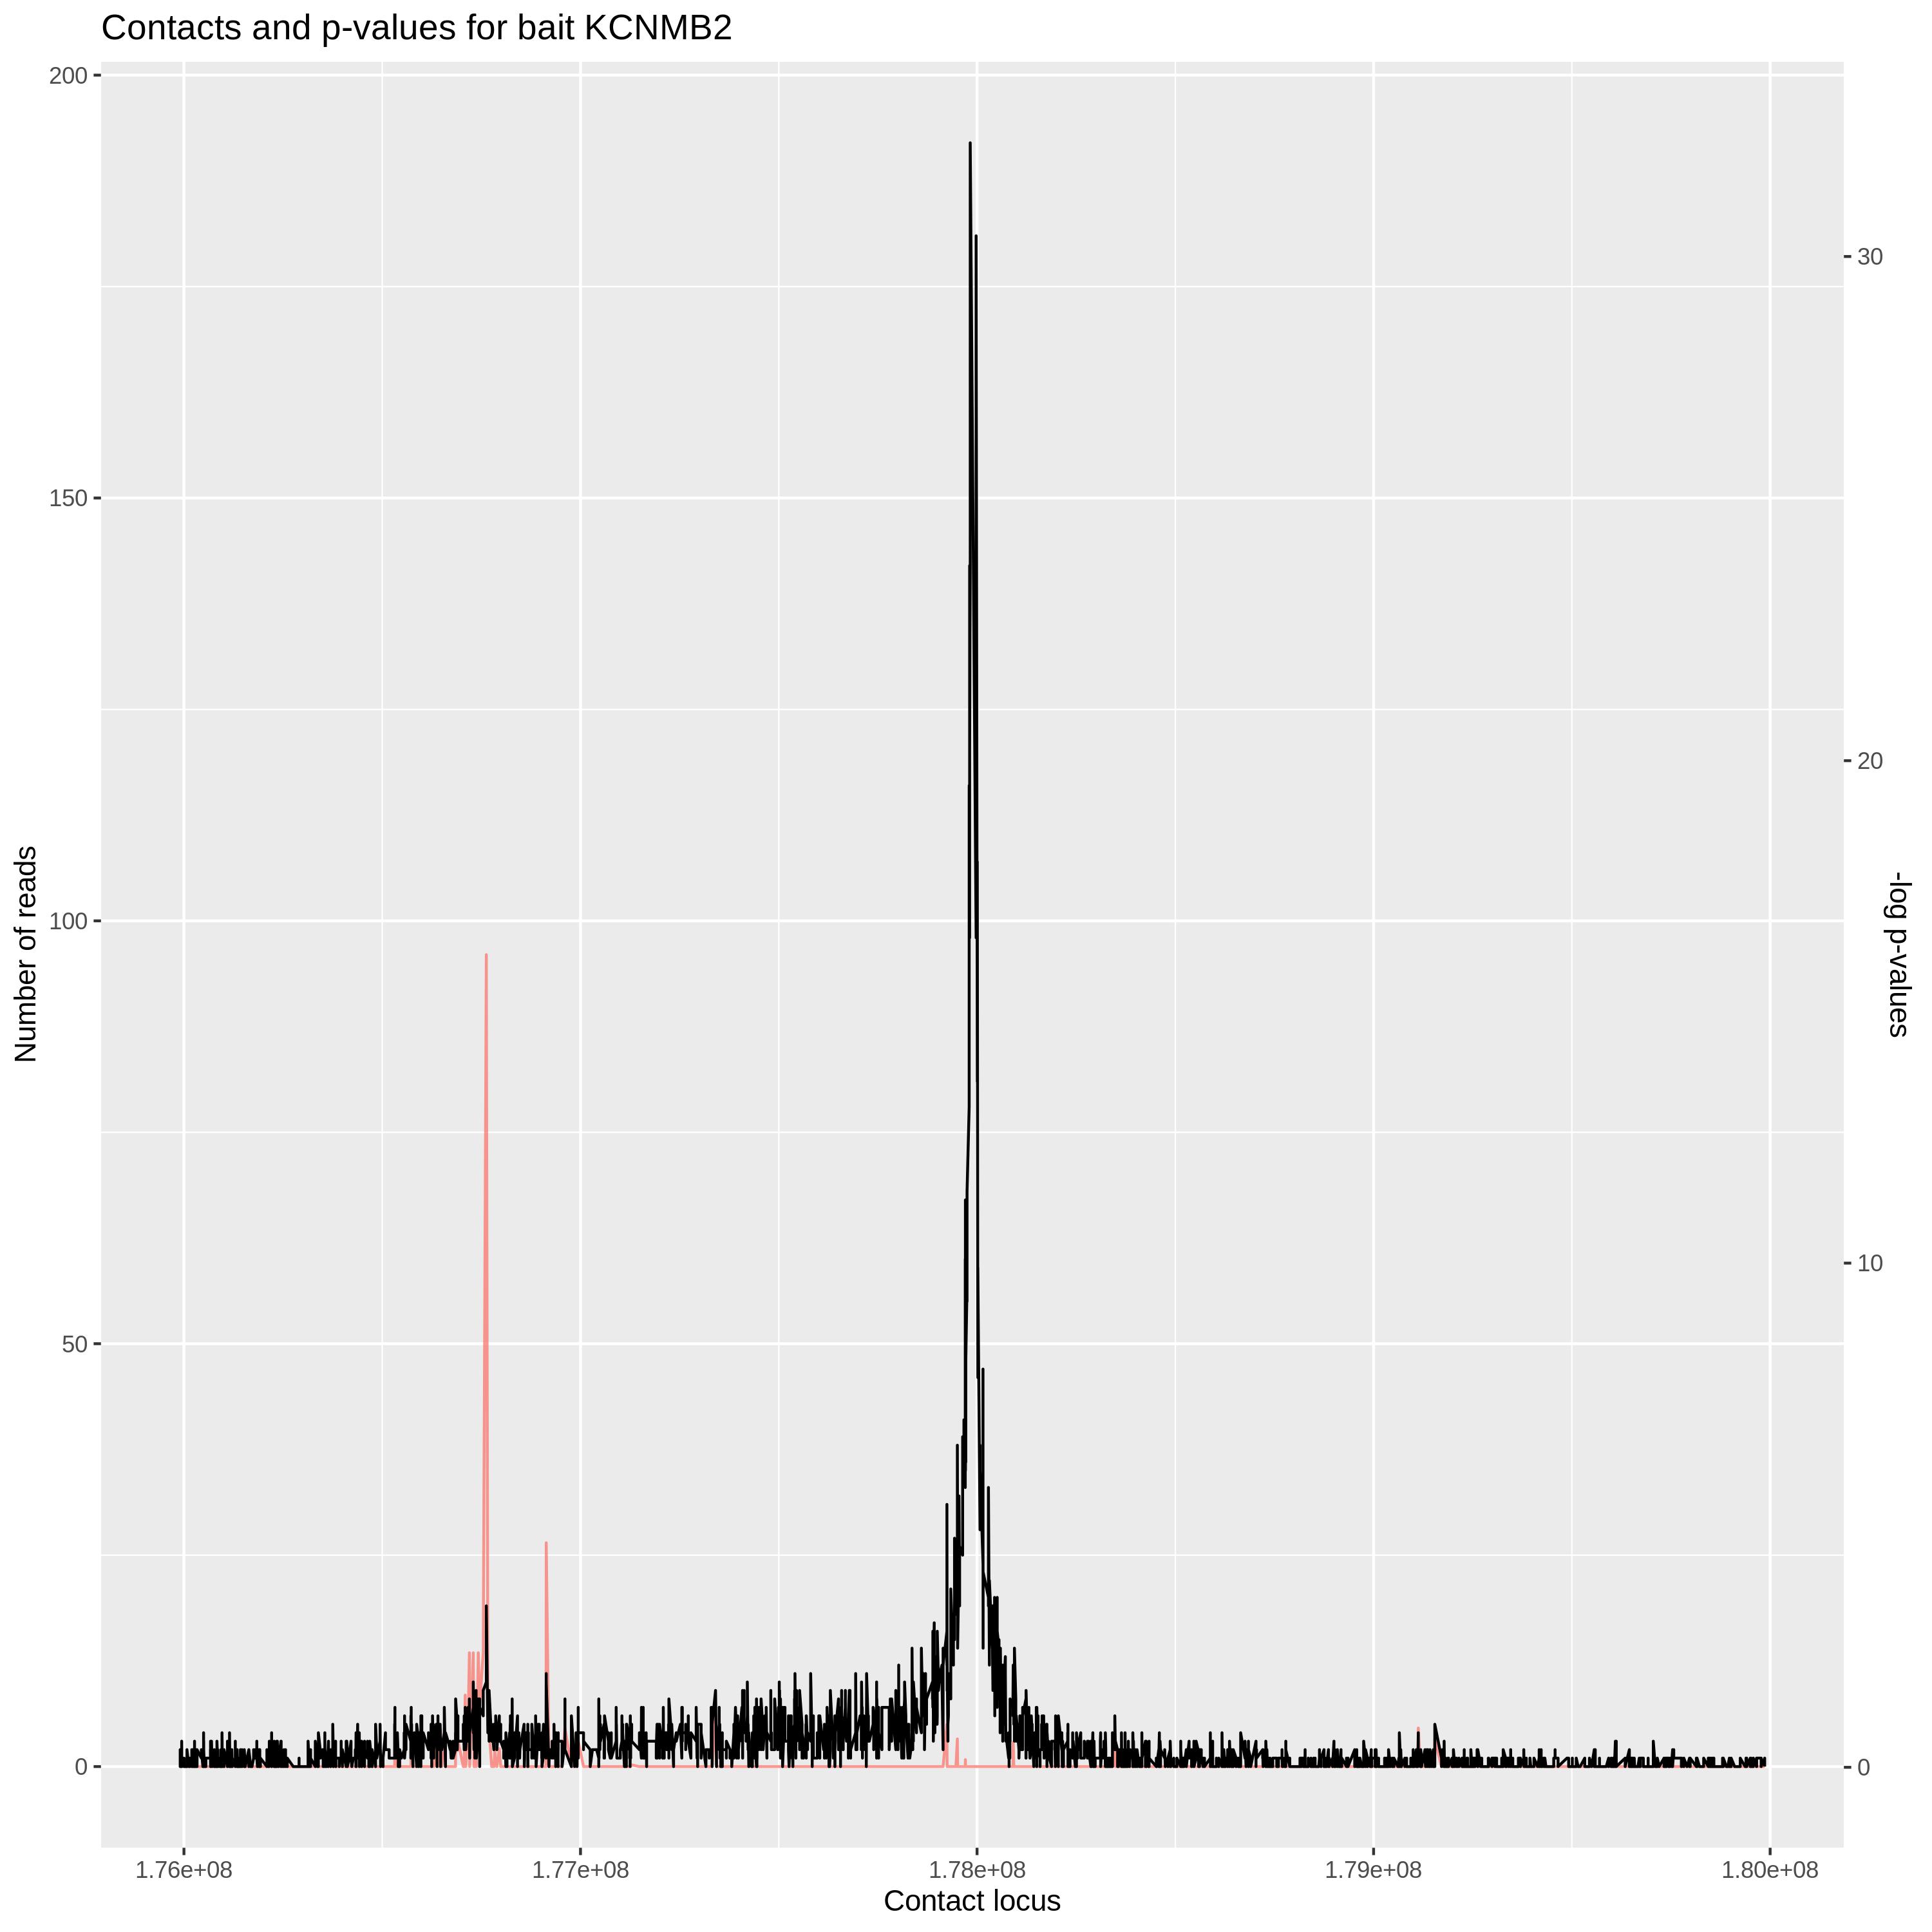 Contacts and p-values for bait KCNMB2
200
150
100
50
0
Number of reads
30
20
10
0
-log p-values
1.76e+08
1.77e+08
1.78e+08
1.79e+08
1.80e+08
Contact locus